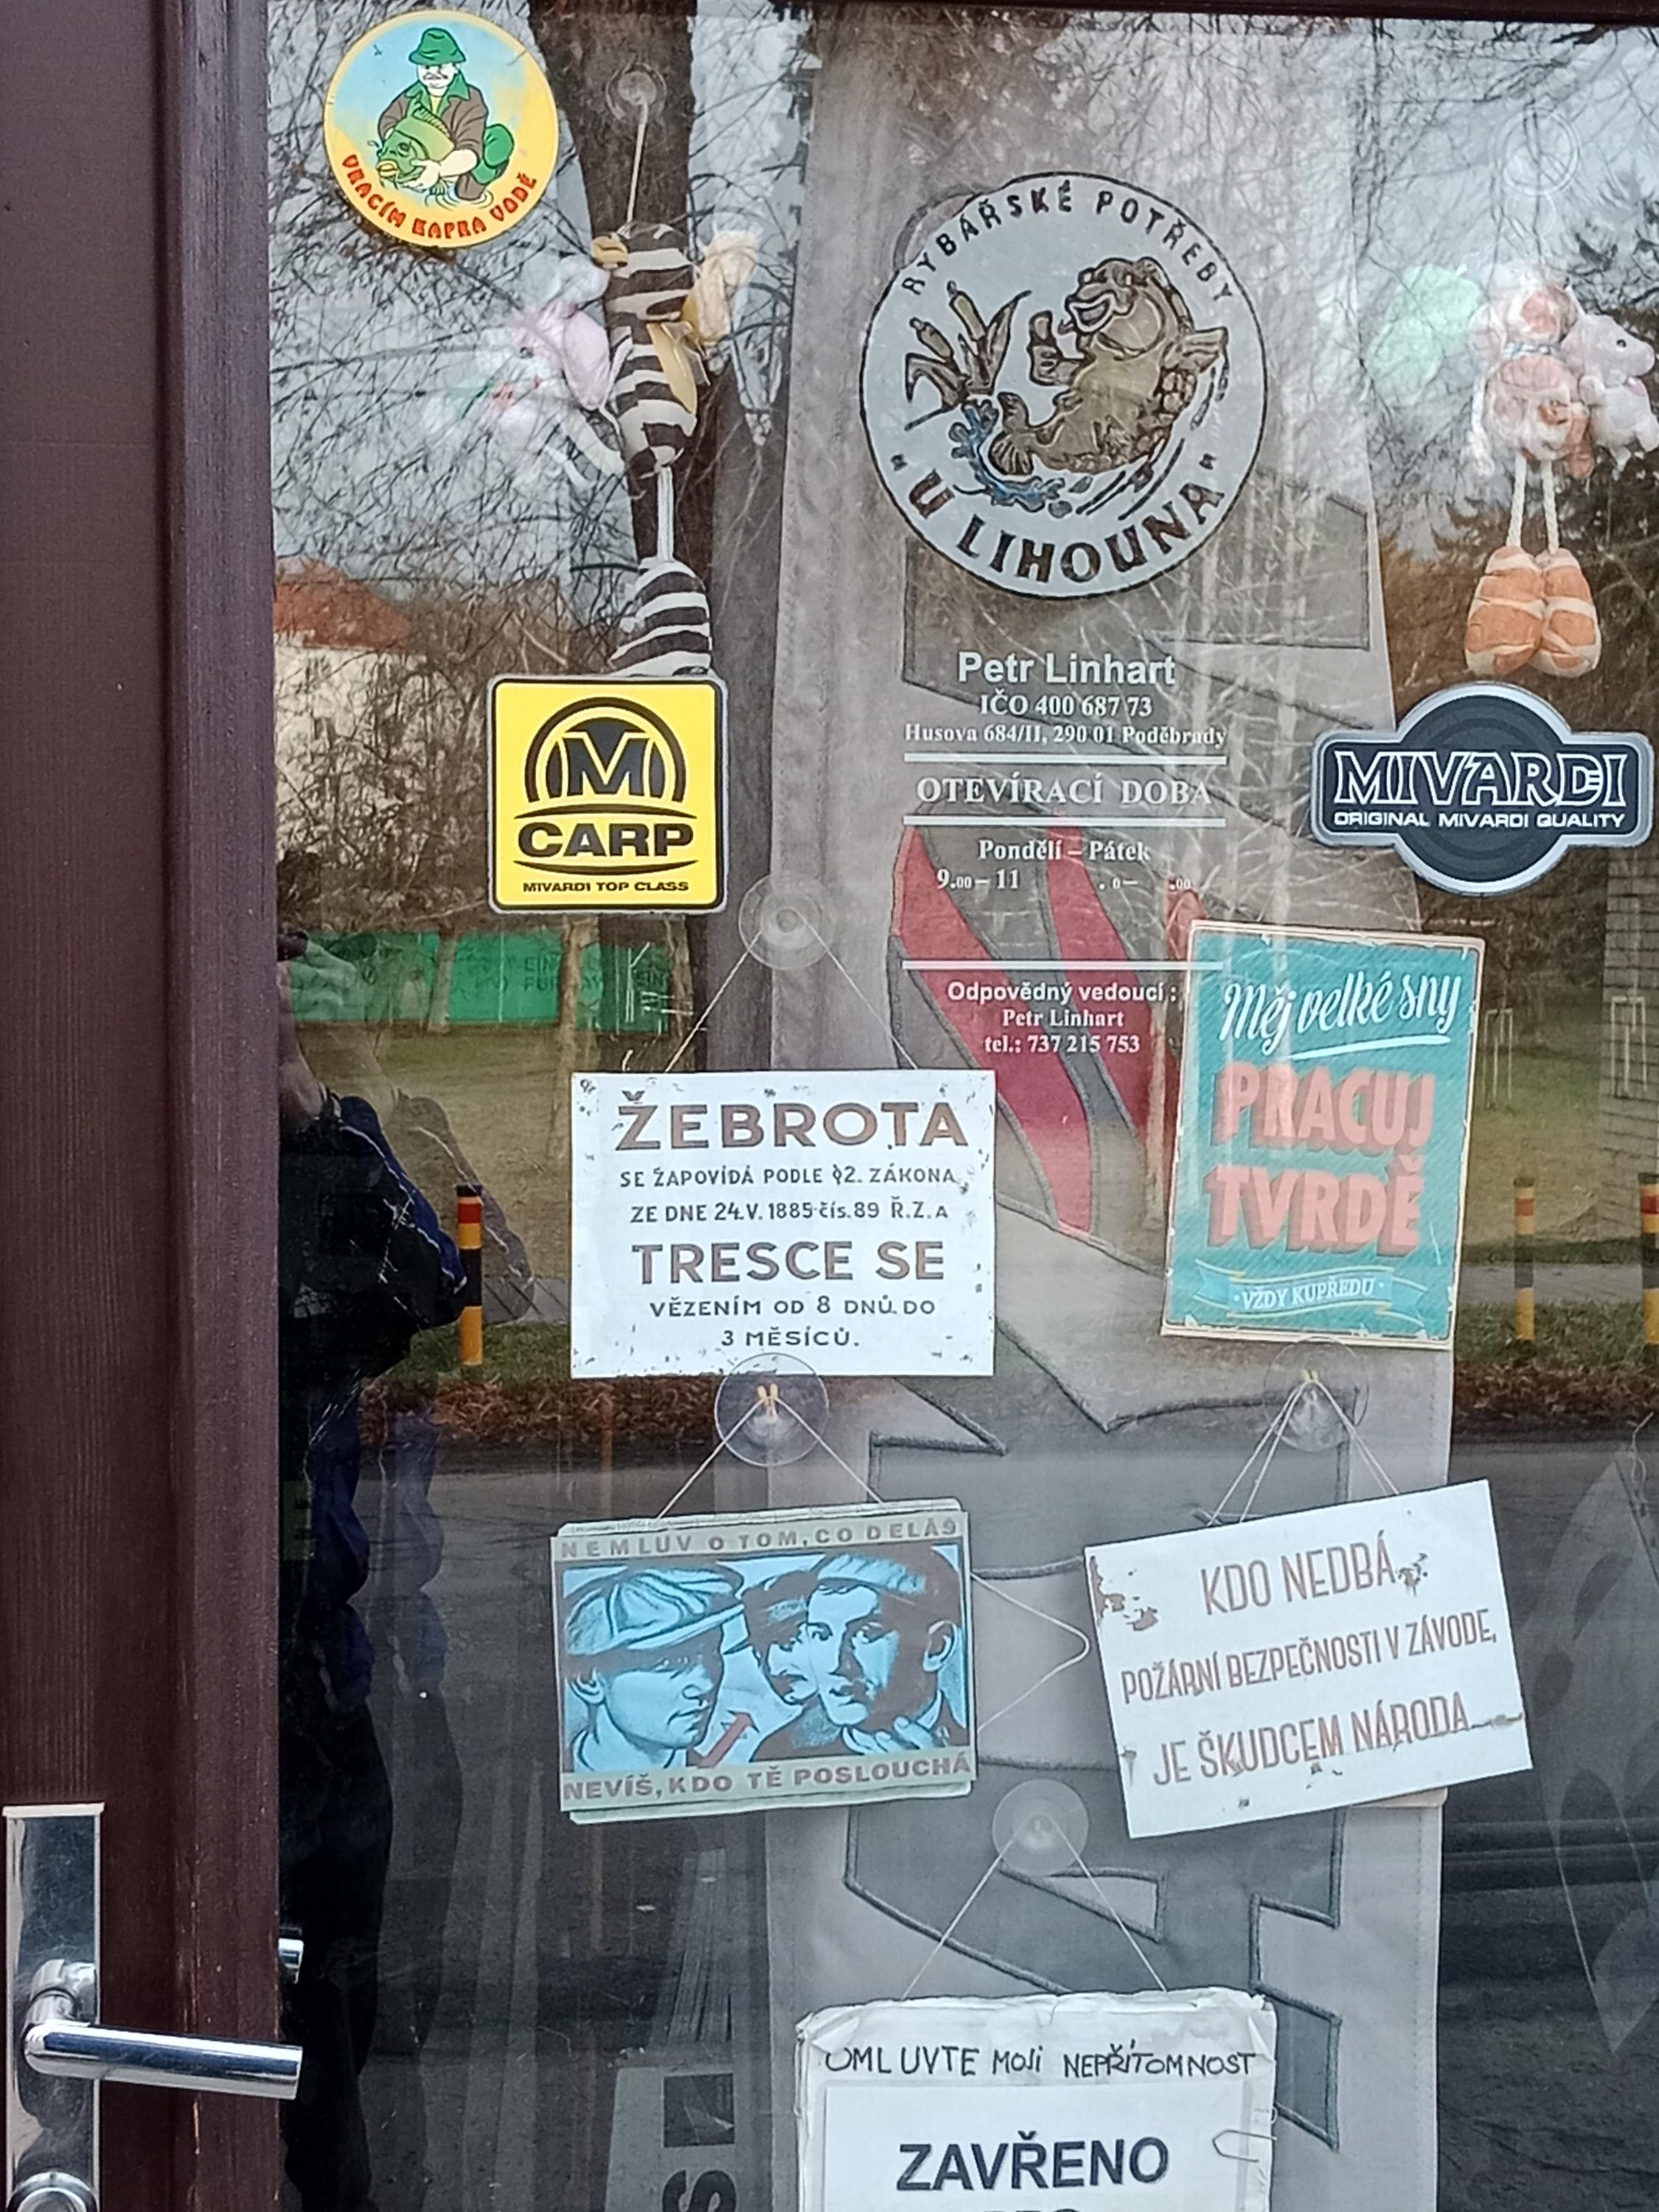 VRACÍM KAPRA VODĚ
RYBÁŘSKÉ POTŘEBY
U LIHOUNA
Petr Linhart
IČO 400 687 73
Husova 684/II, 290 01 Poděbrady
OTEVÍRACÍ DOBA
Pondělí – Pátek
9.00 – 11
.00
Odpovědný vedoucí :
Petr Linhart
tel.: 737 215 753
M
CARP
MIVARDI TOP CLASS
MIVARDI
ORIGINAL MIVARDI QUALITY
Měj velké sny
PRACUJ
TVRDĚ
VŽDY KUPŘEDU
ŽEBROTA
SE ZAPOVÍDÁ PODLE §2. ZÁKONA
ZE DNE 24.V. 1885 čís. 89 Ř.Z. A
TRESCE SE
VĚZENÍM OD 8 DNŮ DO
3 MĚSÍCŮ.
NEMLUV O TOM, CO DELÁŠ
NEVÍŠ, KDO TĚ POSLOUCHÁ
KDO NEDBÁ
POŽÁRNÍ BEZPEČNOSTI V ZÁVODE,
JE ŠKUDCEM NÁRODA
OMLUVTE MOJi NEPŘÍTOMNOST
ZAVŘENO